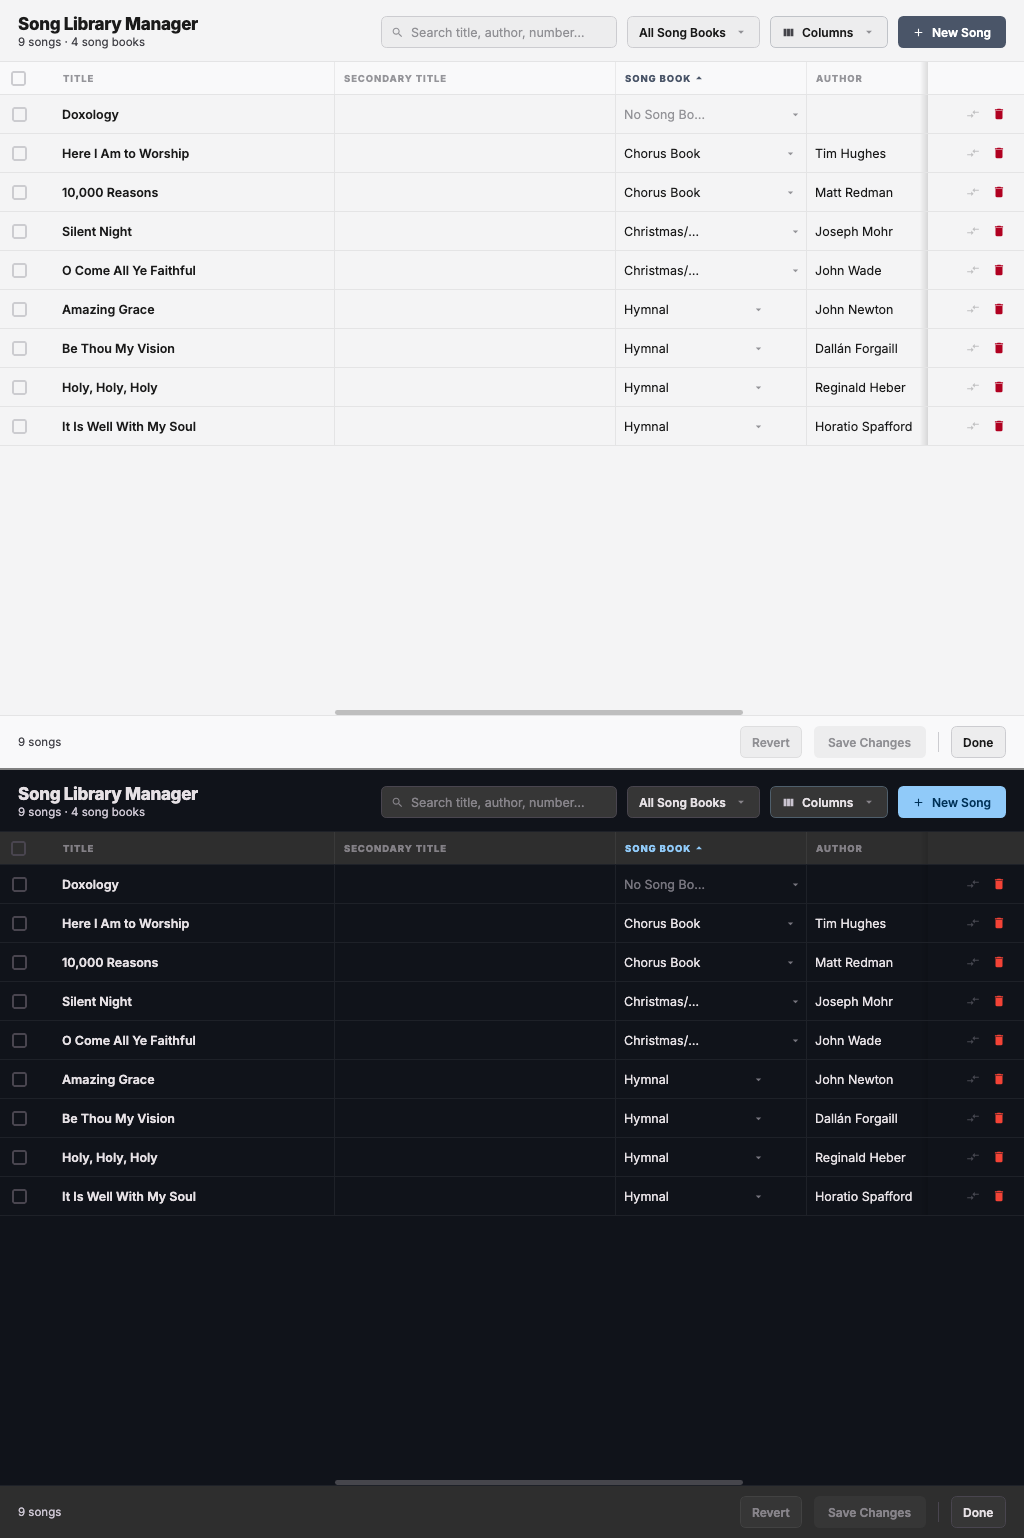 Song Library Manager
9 songs · 4 song books
Search title, author, number...
All Song Books
Columns
+ New Song
TITLE SECONDARY TITLE SONG BOOK AUTHOR
Doxology No Song Bo...
Here I Am to Worship Chorus Book Tim Hughes
10,000 Reasons Chorus Book Matt Redman
Silent Night Christmas/... Joseph Mohr
O Come All Ye Faithful Christmas/... John Wade
Amazing Grace Hymnal John Newton
Be Thou My Vision Hymnal Dallán Forgaill
Holy, Holy, Holy Hymnal Reginald Heber
It Is Well With My Soul Hymnal Horatio Spafford
9 songs Revert Save Changes Done
Song Library Manager
9 songs · 4 song books
Search title, author, number...
All Song Books
Columns
+ New Song
TITLE SECONDARY TITLE SONG BOOK AUTHOR
Doxology No Song Bo...
Here I Am to Worship Chorus Book Tim Hughes
10,000 Reasons Chorus Book Matt Redman
Silent Night Christmas/... Joseph Mohr
O Come All Ye Faithful Christmas/... John Wade
Amazing Grace Hymnal John Newton
Be Thou My Vision Hymnal Dallán Forgaill
Holy, Holy, Holy Hymnal Reginald Heber
It Is Well With My Soul Hymnal Horatio Spafford
9 songs Revert Save Changes Done